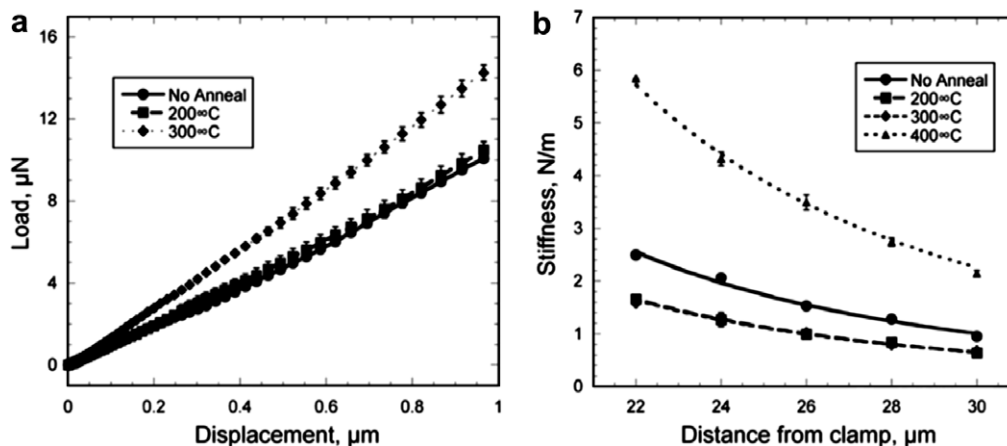 a
16
12
8
4
0
Load, µN
No Anneal
200∞C
300∞C
0 0.2 0.4 0.6 0.8 1
Displacement, µm
b
7
6
5
4
3
2
1
0
Stiffness, N/m
No Anneal
200∞C
300∞C
400∞C
22 24 26 28 30
Distance from clamp, µm